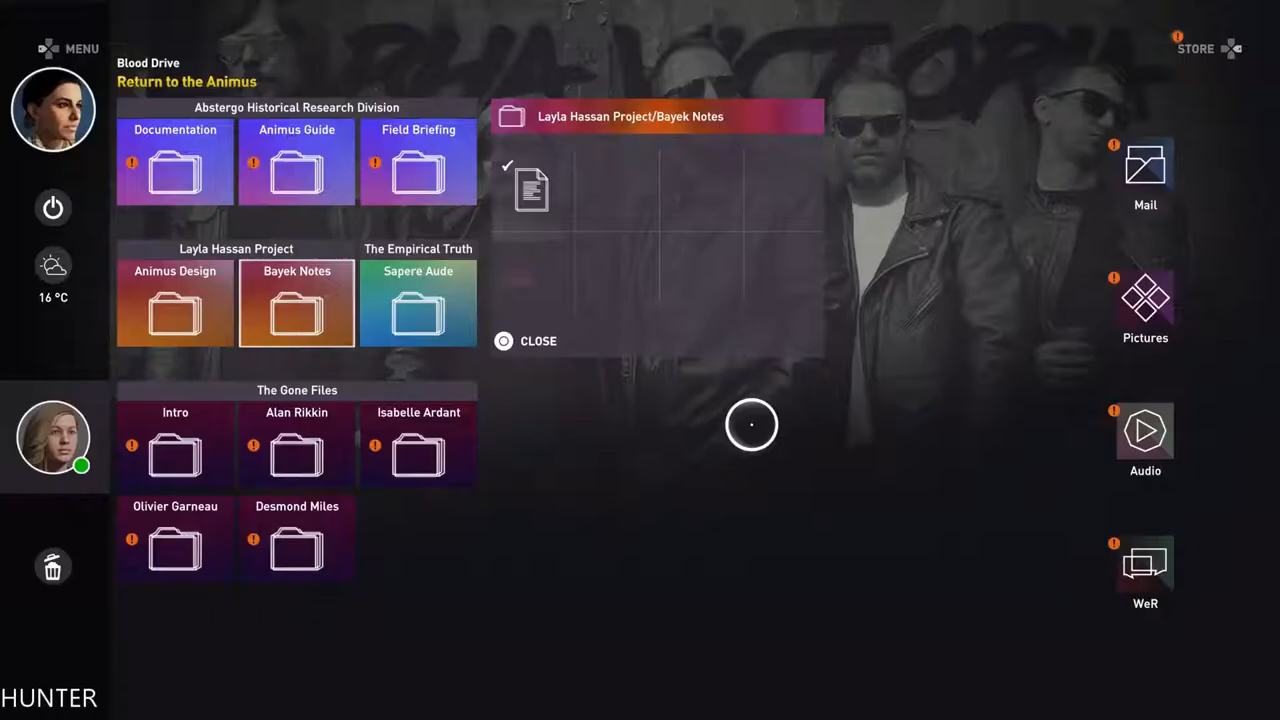 MENU
STORE
Blood Drive
Return to the Animus
Abstergo Historical Research Division
Documentation
Animus Guide
Field Briefing
Layla Hassan Project/Bayek Notes
Mail
Layla Hassan Project
The Empirical Truth
Animus Design
Bayek Notes
Sapere Aude
16 °C
CLOSE
Pictures
The Gone Files
Intro
Alan Rikkin
Isabelle Ardant
Audio
Olivier Garneau
Desmond Miles
WeR
HUNTER